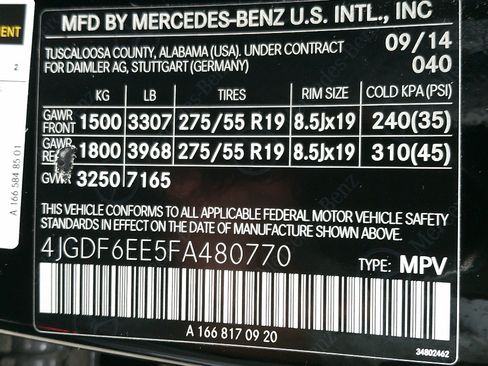 MFD BY MERCEDES-BENZ U.S. INTL., INC
TUSCALOOSA COUNTY, ALABAMA (USA). UNDER CONTRACT 09/14
FOR DAIMLER AG, STUTTGART (GERMANY) 040
KG LB TIRES RIM SIZE COLD KPA (PSI)
GAWR FRONT 1500 3307 275/55 R19 8.5Jx19 240(35)
GAWR 1800 3968 275/55 R19 8.5Jx19 310(45)
3250 7165
THIS VEHICLE CONFORMS TO ALL APPLICABLE FEDERAL MOTOR VEHICLE SAFETY
STANDARDS IN EFFECT ON THE DATE OF MANUFACTURE SHOWN ABOVE.
4JGDF6EE5FA480770 TYPE: MPV
A 166 817 09 20
34802462
A 166 584 85 01